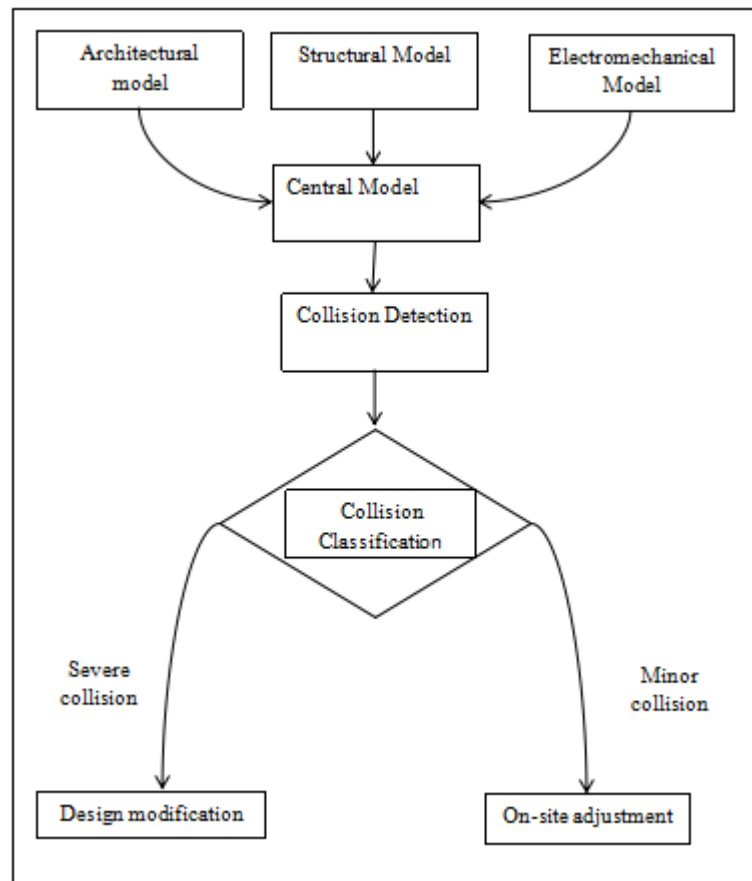 Architectural
model
Structural Model
Electromechanical
Model
Central Model
Collision Detection
Collision
Classification
Severe
collision
Minor
collision
Design modification
On-site adjustment